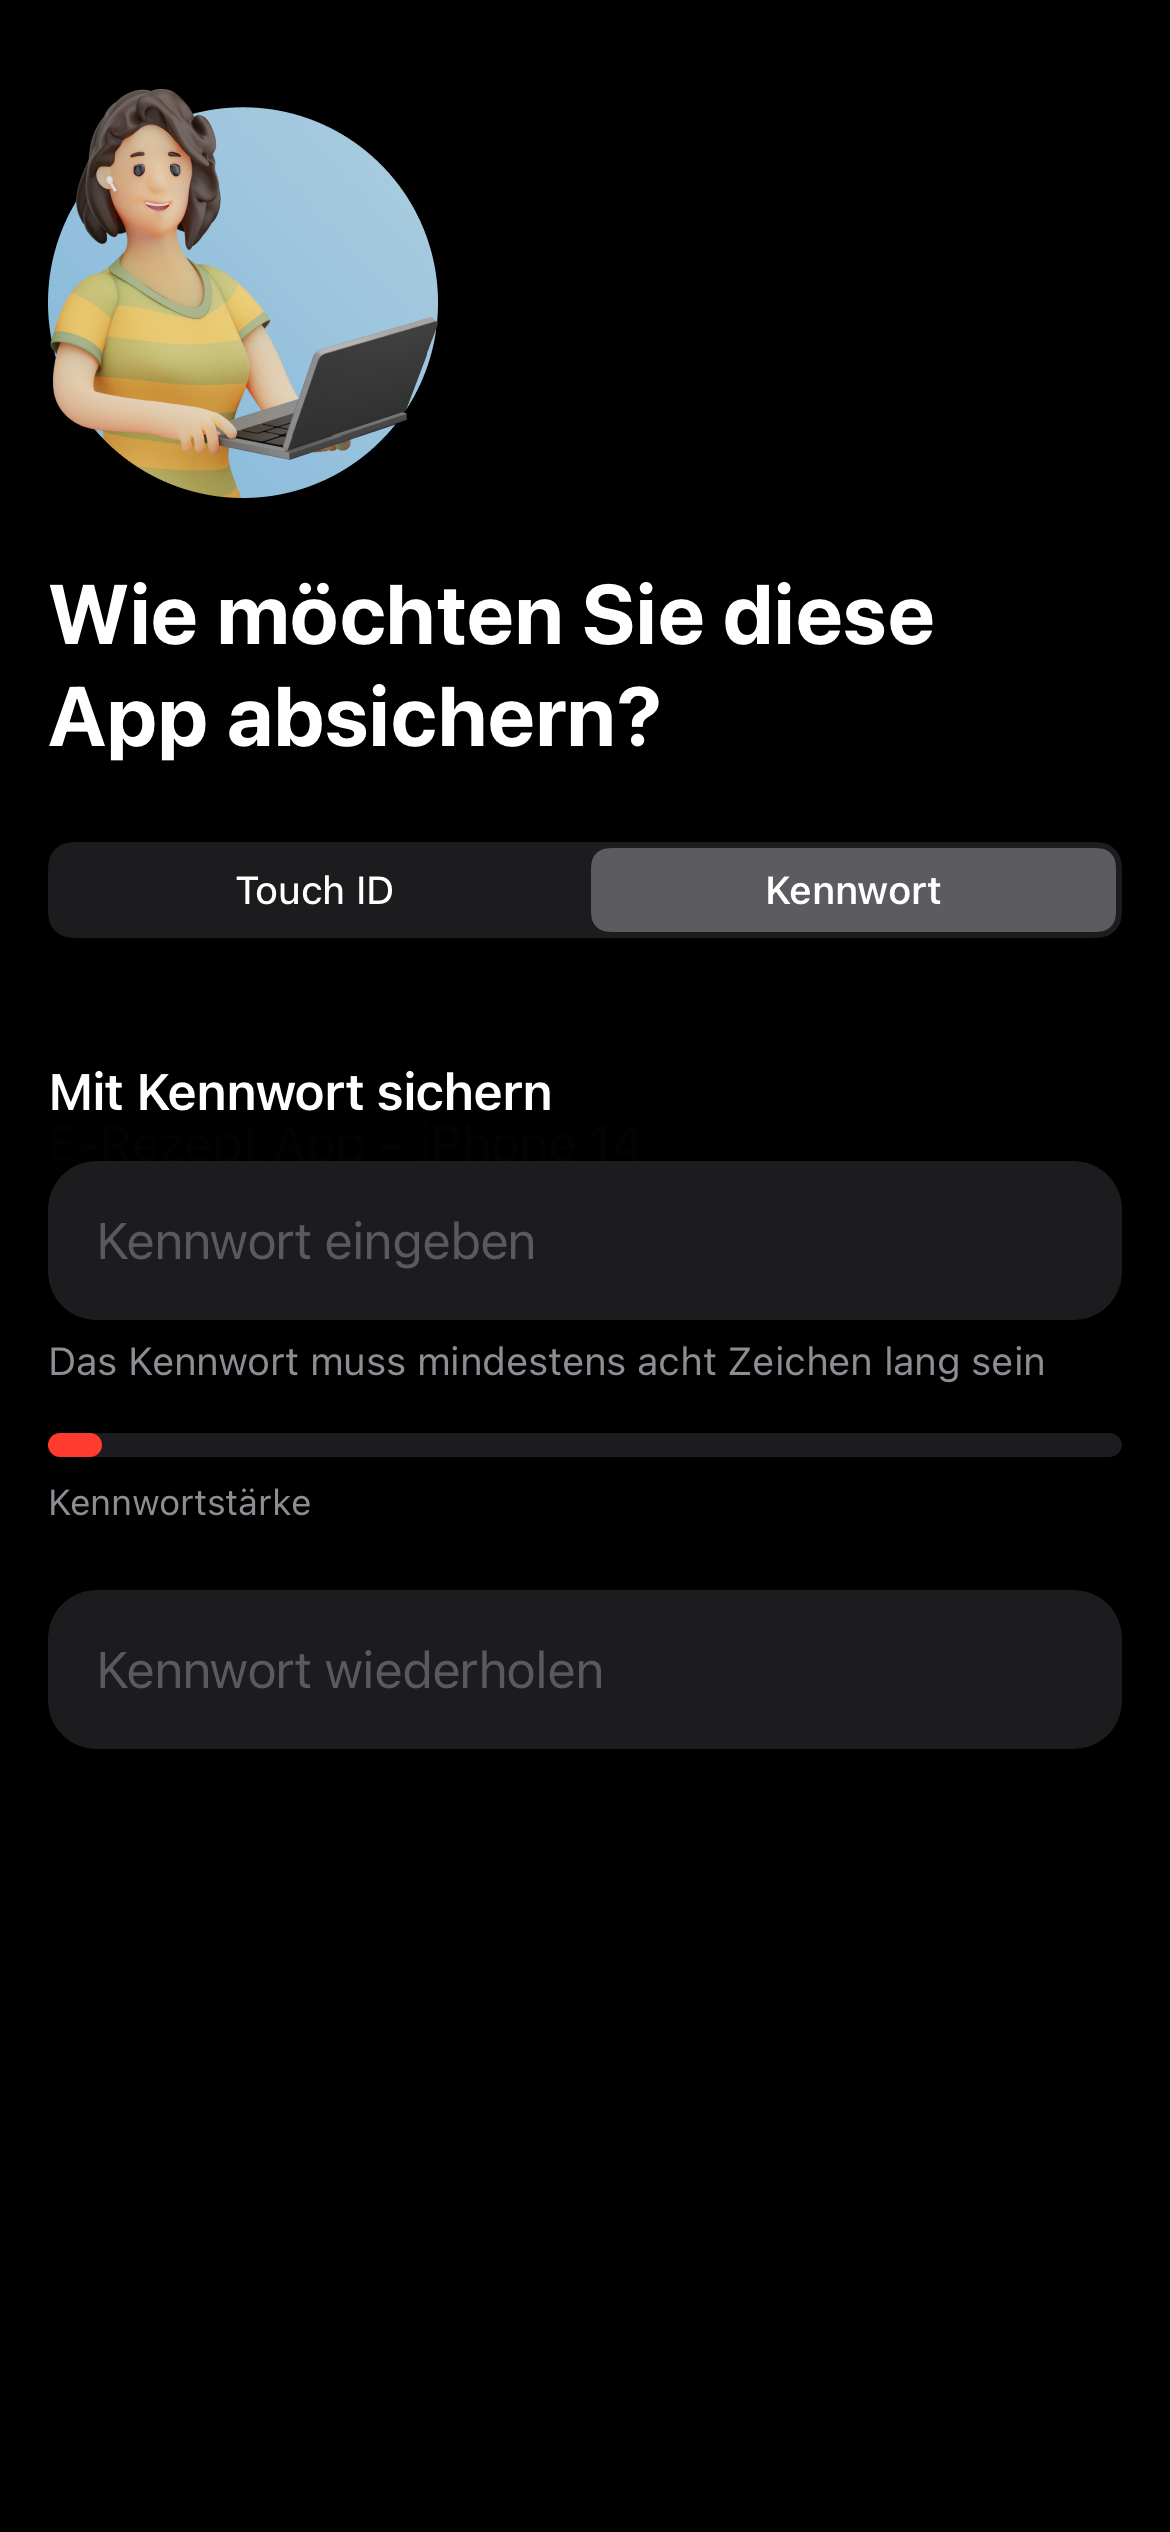 Wie möchten Sie diese
App absichern?
Touch ID
Kennwort
Mit Kennwort sichern
E-Rezept App – iPhone 14
Kennwort eingeben
Das Kennwort muss mindestens acht Zeichen lang sein
Kennwortstärke
Kennwort wiederholen